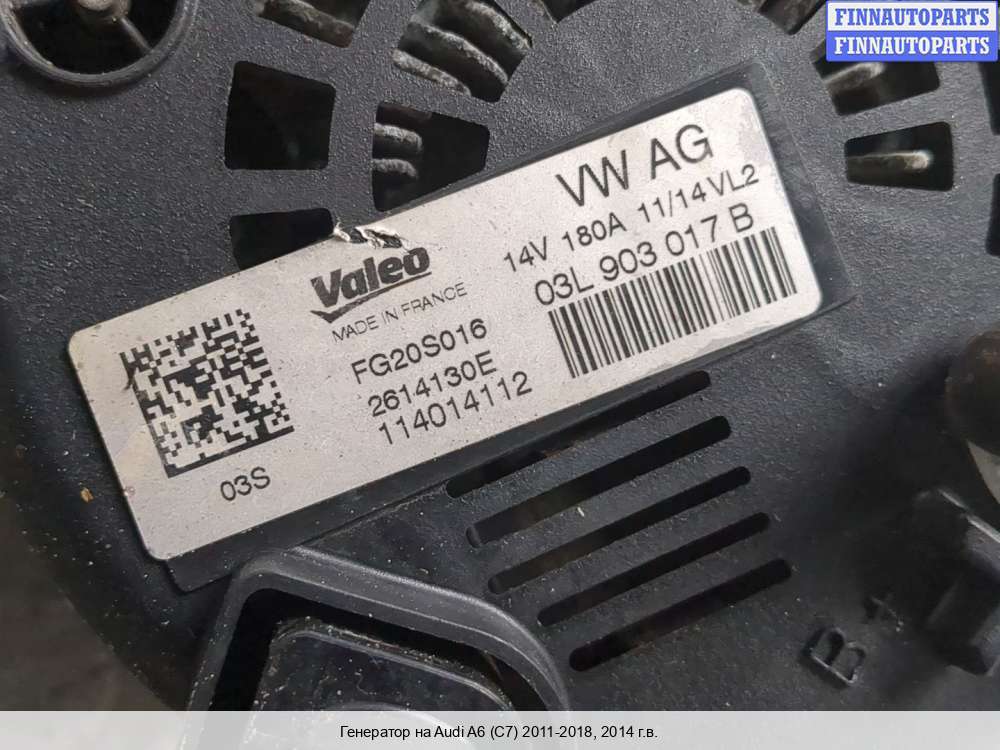 FINNAUTOPARTS
FINNAUTOPARTS
VW AG
14V 180A 11/14 VL2
03L 903 017 B
Valeo
MADE IN FRANCE
FG20S016
2614130E
114014112
03S
B+
Генератор на Audi A6 (C7) 2011-2018, 2014 г.в.